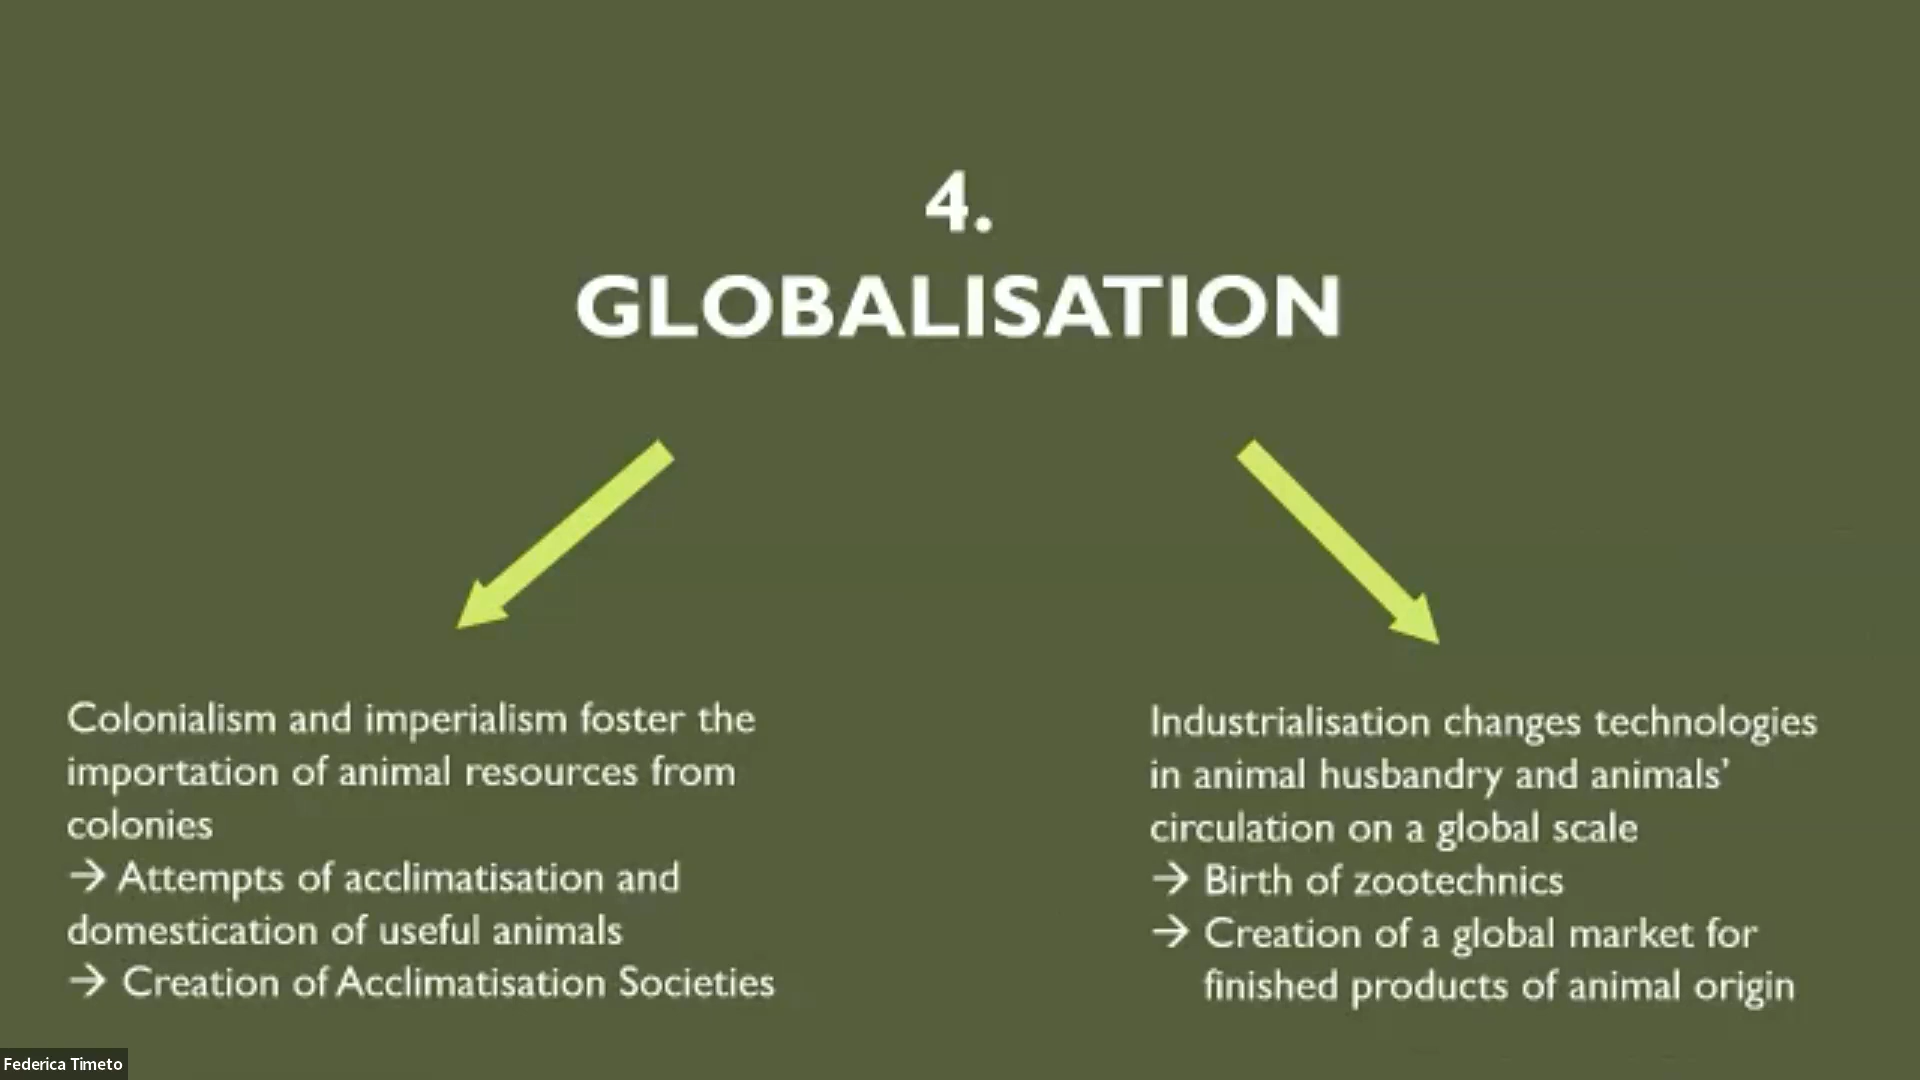 4.
GLOBALISATION
Colonialism and imperialism foster the
importation of animal resources from
colonies
→ Attempts of acclimatisation and
domestication of useful animals
→ Creation of Acclimatisation Societies
Industrialisation changes technologies
in animal husbandry and animals’
circulation on a global scale
→ Birth of zootechnics
→ Creation of a global market for
finished products of animal origin
Federica Timeto